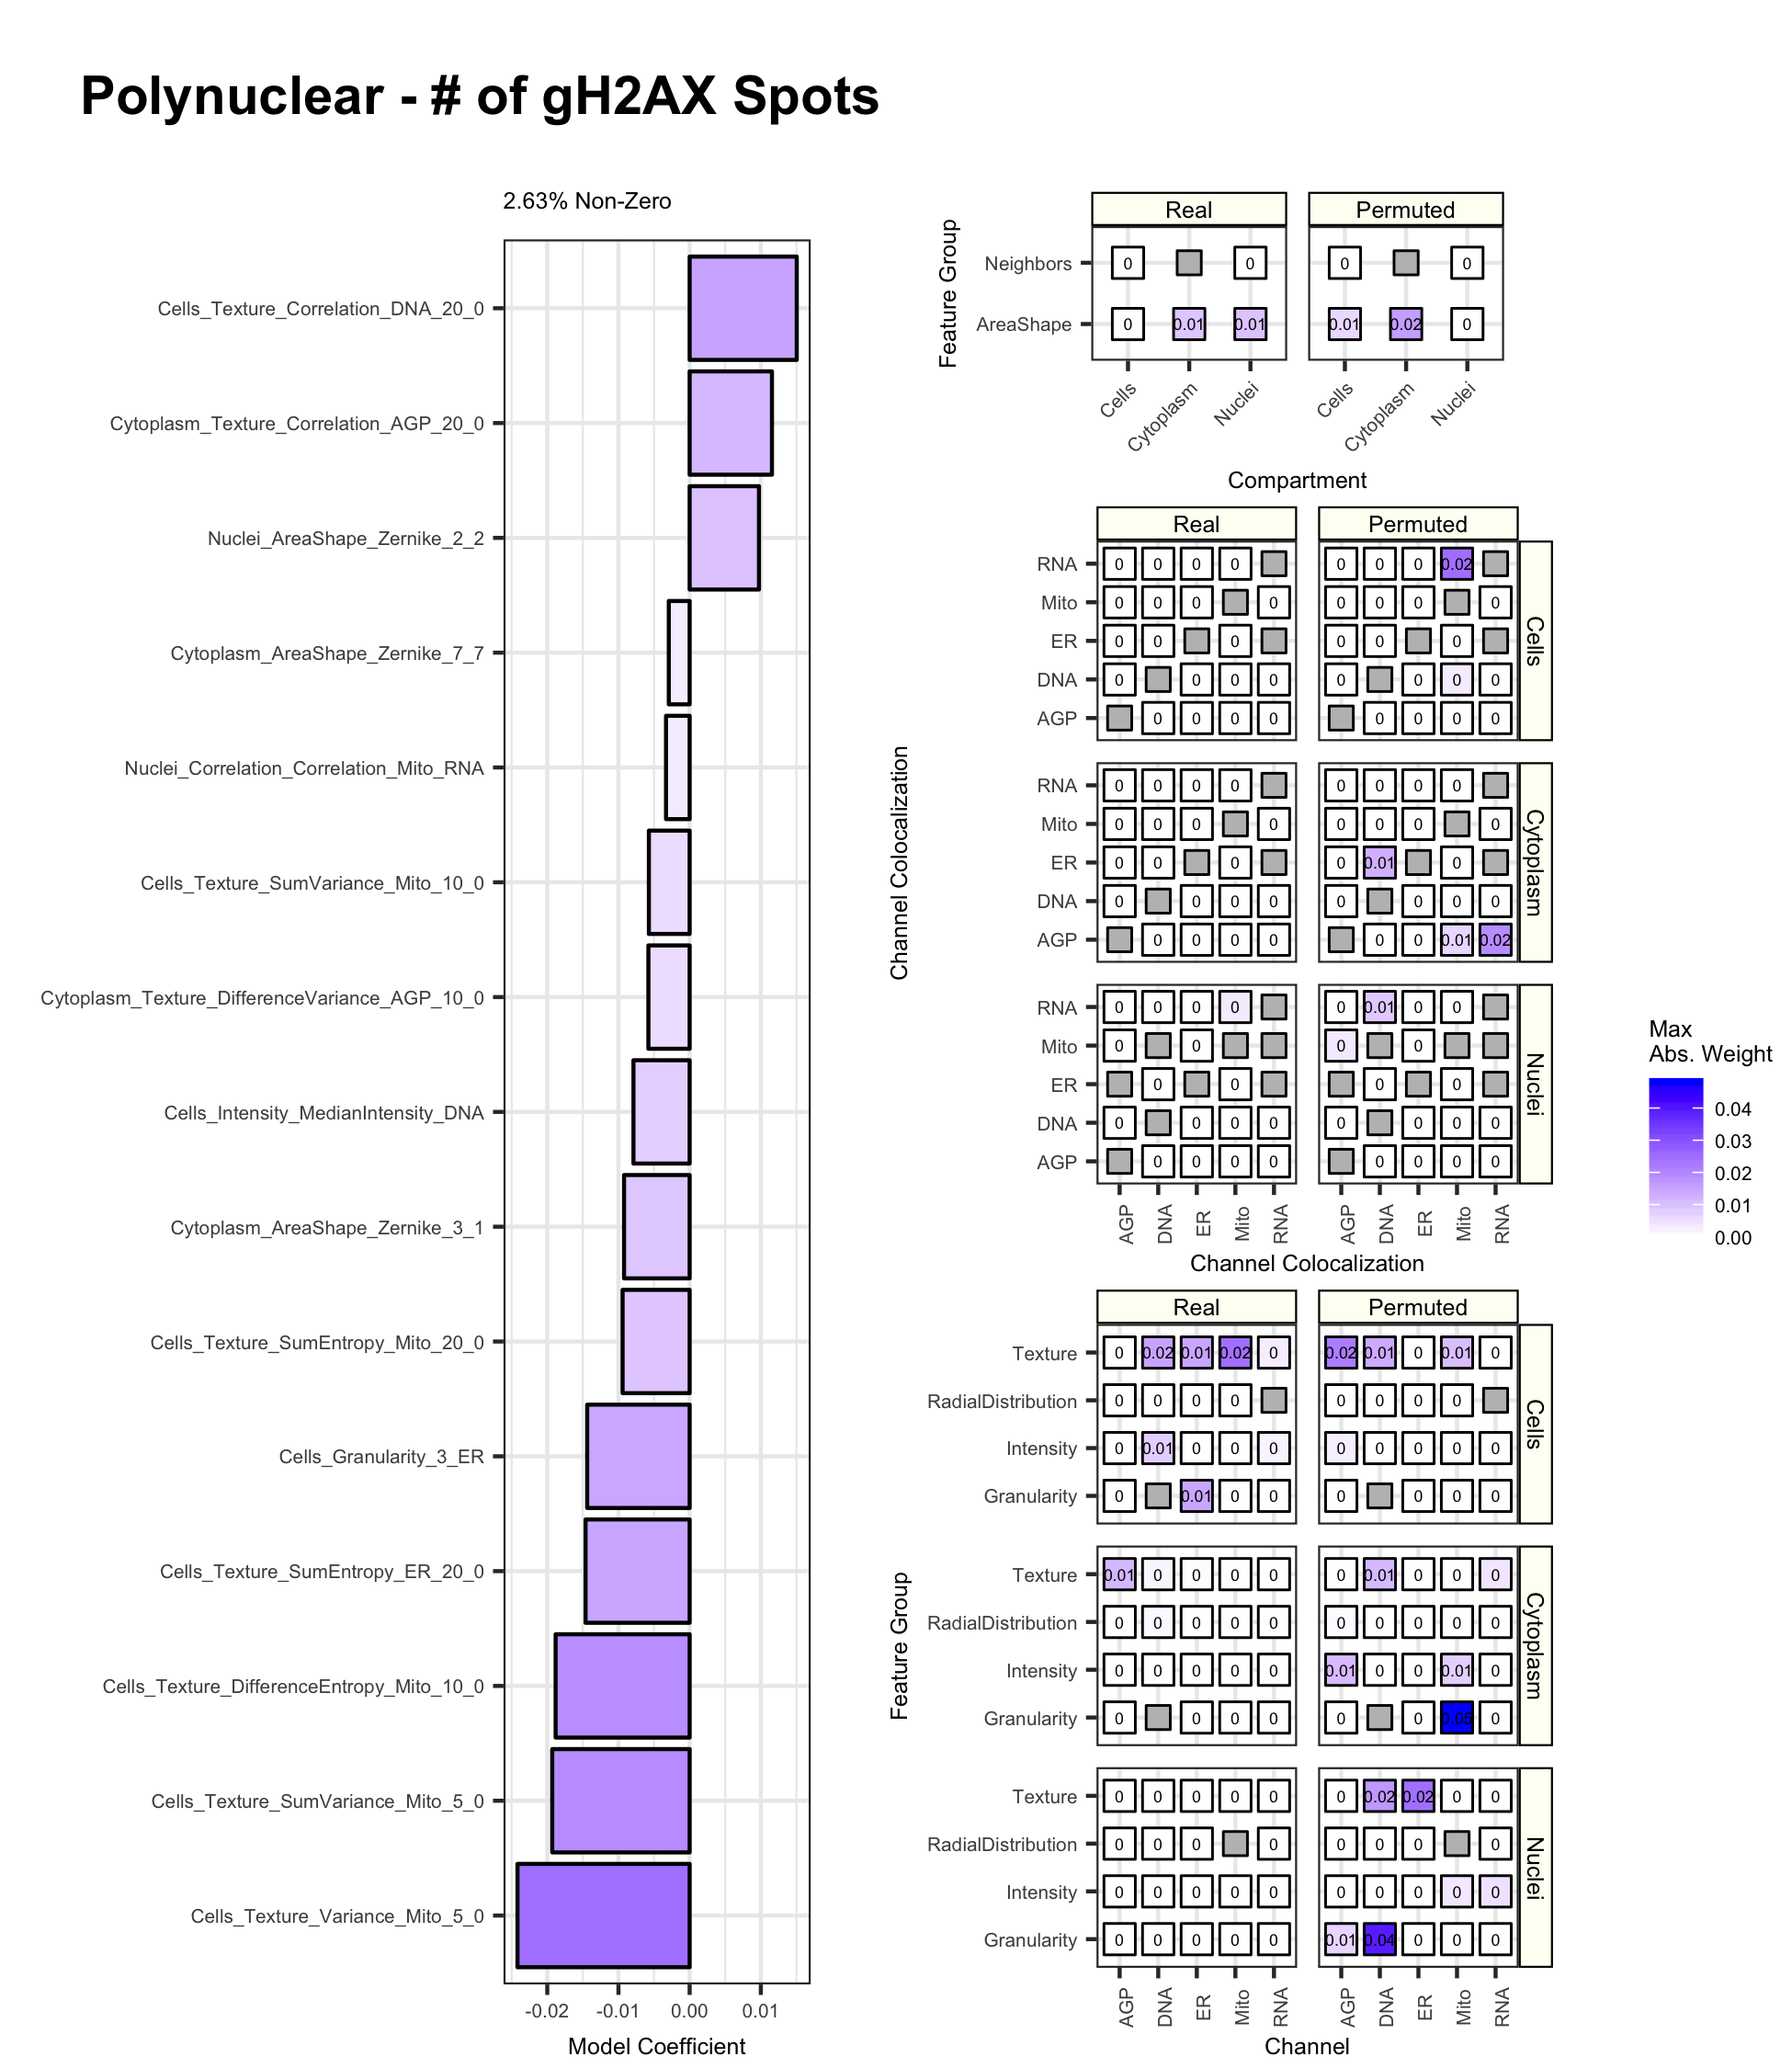 Polynuclear - # of gH2AX Spots
2.63% Non-Zero
Cells_Texture_Correlation_DNA_20_0
Cytoplasm_Texture_Correlation_AGP_20_0
Nuclei_AreaShape_Zernike_2_2
Cytoplasm_AreaShape_Zernike_7_7
Nuclei_Correlation_Correlation_Mito_RNA
Cells_Texture_SumVariance_Mito_10_0
Cytoplasm_Texture_DifferenceVariance_AGP_10_0
Cells_Intensity_MedianIntensity_DNA
Cytoplasm_AreaShape_Zernike_3_1
Cells_Texture_SumEntropy_Mito_20_0
Cells_Granularity_3_ER
Cells_Texture_SumEntropy_ER_20_0
Cells_Texture_DifferenceEntropy_Mito_10_0
Cells_Texture_SumVariance_Mito_5_0
Cells_Texture_Variance_Mito_5_0
-0.02 -0.01 0.00 0.01
Model Coefficient
Feature Group
Real Permuted
Neighbors 0 0 0 0
AreaShape 0 0.01 0.01 0.01 0.02 0
Cells Cytoplasm Nuclei Cells Cytoplasm Nuclei
Compartment
Channel Colocalization
Real Permuted
RNA 0 0 0 0 0 0 0 0.02
Mito 0 0 0 0 0 0 0 0
ER 0 0 0 0 0 0
DNA 0 0 0 0 0 0 0 0
AGP 0 0 0 0 0 0 0 0
Cells
RNA 0 0 0 0 0 0 0 0
Mito 0 0 0 0 0 0 0 0
ER 0 0 0 0 0.01 0
DNA 0 0 0 0 0 0 0 0
AGP 0 0 0 0 0 0 0.01 0.02
Cytoplasm
RNA 0 0 0 0 0 0.01 0 0
Mito 0 0 0 0
ER 0 0 0 0
DNA 0 0 0 0 0 0 0 0
AGP 0 0 0 0 0 0 0 0
Nuclei
AGP DNA ER Mito RNA AGP DNA ER Mito RNA
Channel Colocalization
Feature Group
Real Permuted
Texture 0 0.02 0.01 0.02 0 0.02 0.01 0 0.01 0
RadialDistribution 0 0 0 0 0 0 0 0
Intensity 0 0.01 0 0 0 0 0 0 0 0
Granularity 0 0.01 0 0 0 0 0 0
Cells
Texture 0.01 0 0 0 0 0 0.01 0 0 0
RadialDistribution 0 0 0 0 0 0 0 0 0 0
Intensity 0 0 0 0 0 0.01 0 0 0.01 0
Granularity 0 0 0 0 0 0 0.05 0
Cytoplasm
Texture 0 0 0 0 0 0 0.02 0.02 0 0
RadialDistribution 0 0 0 0 0 0 0 0
Intensity 0 0 0 0 0 0 0 0 0 0
Granularity 0 0 0 0 0 0.01 0.04 0 0 0
Nuclei
AGP DNA ER Mito RNA AGP DNA ER Mito RNA
Channel
Max
Abs. Weight
0.04
0.03
0.02
0.01
0.00